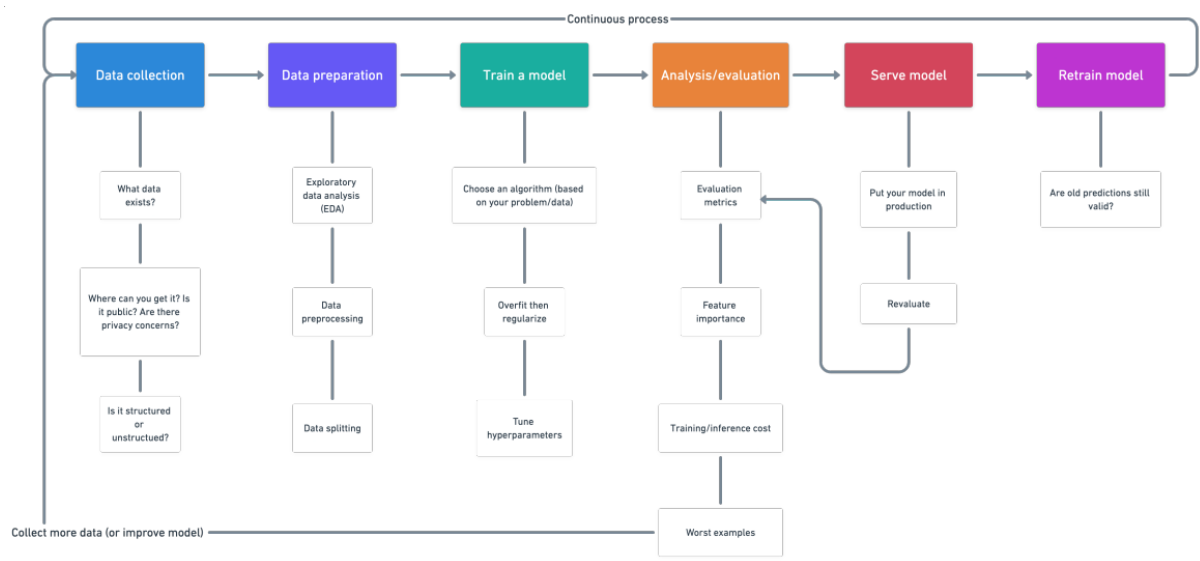 Continuous process
Data collection
Data preparation
Train a model
Analysis/evaluation
Serve model
Retrain model
What data
exists?
Where can you get it? Is
it public? Are there
privacy concerns?
Is it structured
or
unstructued?
Exploratory
data analysis
(EDA)
Data
preprocessing
Data splitting
Choose an algorithm (based
on your problem/data)
Overfit then
regularize
Tune
hyperparameters
Evaluation
metrics
Feature
importance
Training/inference cost
Worst examples
Put your model in
production
Revaluate
Are old predictions still
valid?
Collect more data (or improve model)